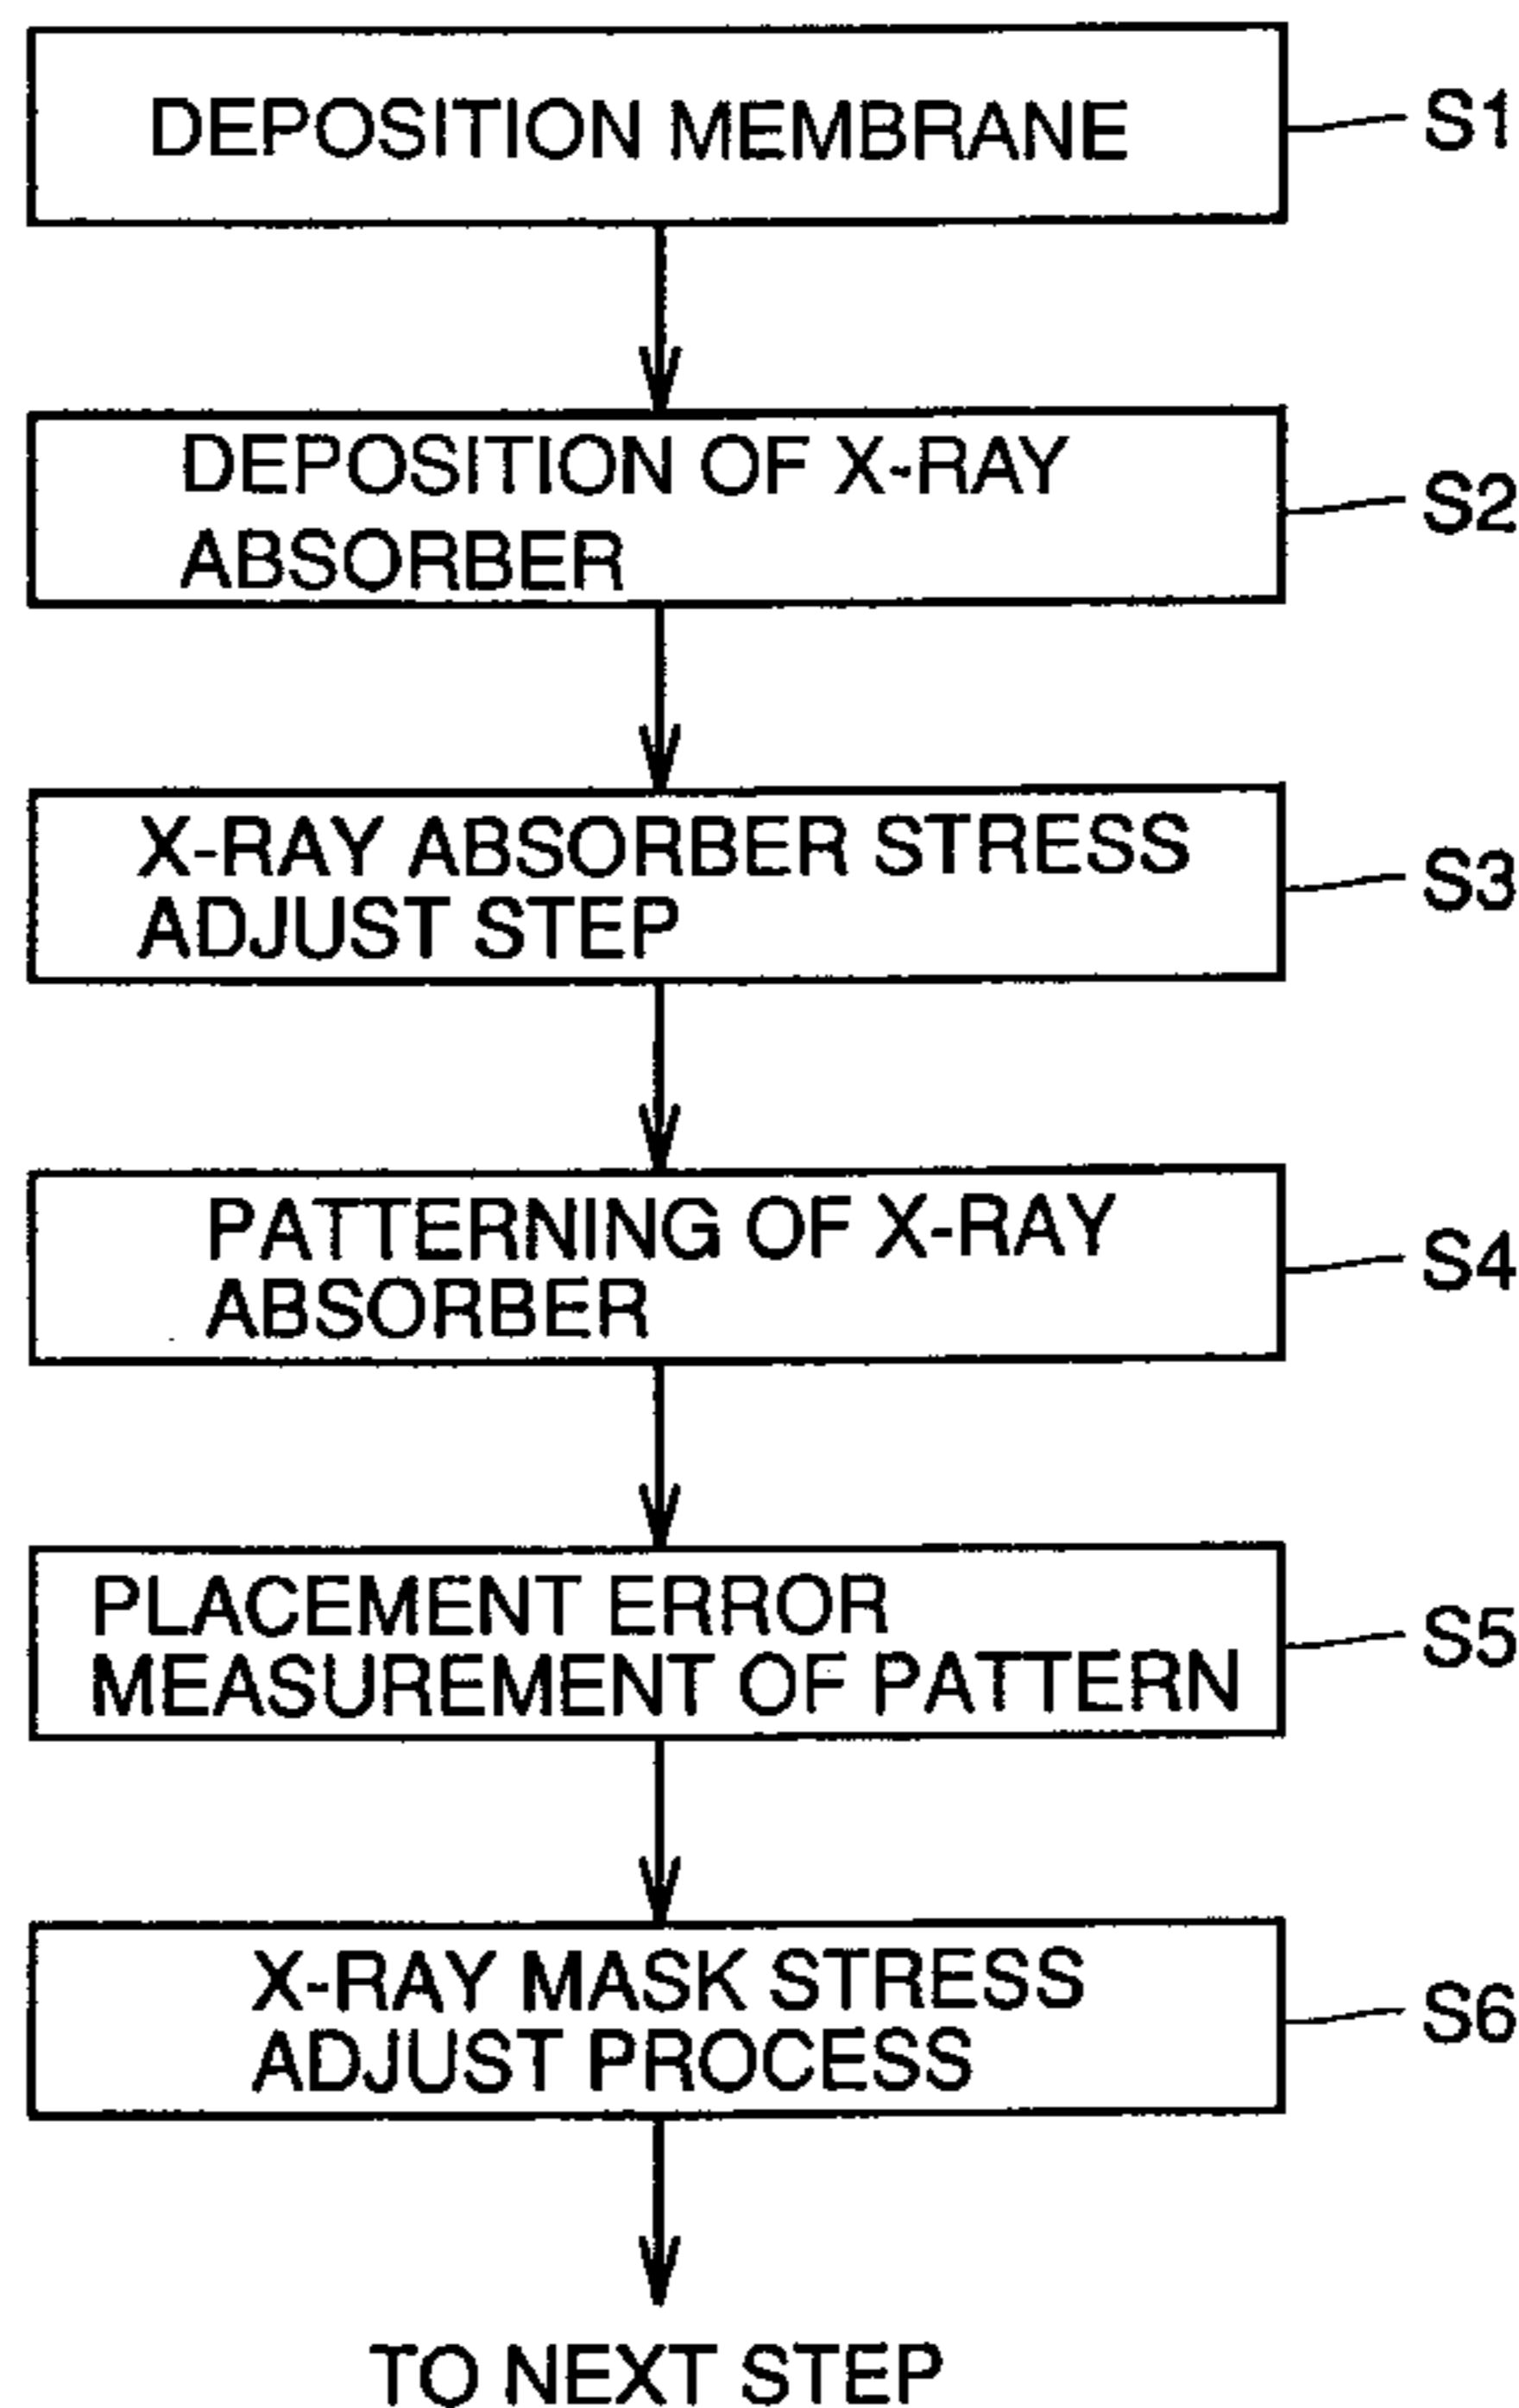 DEPOSITION MEMBRANE
S1
DEPOSITION OF X-RAY
ABSORBER
S2
X-RAY ABSORBER STRESS
ADJUST STEP
S3
PATTERNING OF X-RAY
ABSORBER
S4
PLACEMENT ERROR
MEASUREMENT OF PATTERN
S5
X-RAY MASK STRESS
ADJUST PROCESS
S6
TO NEXT STEP